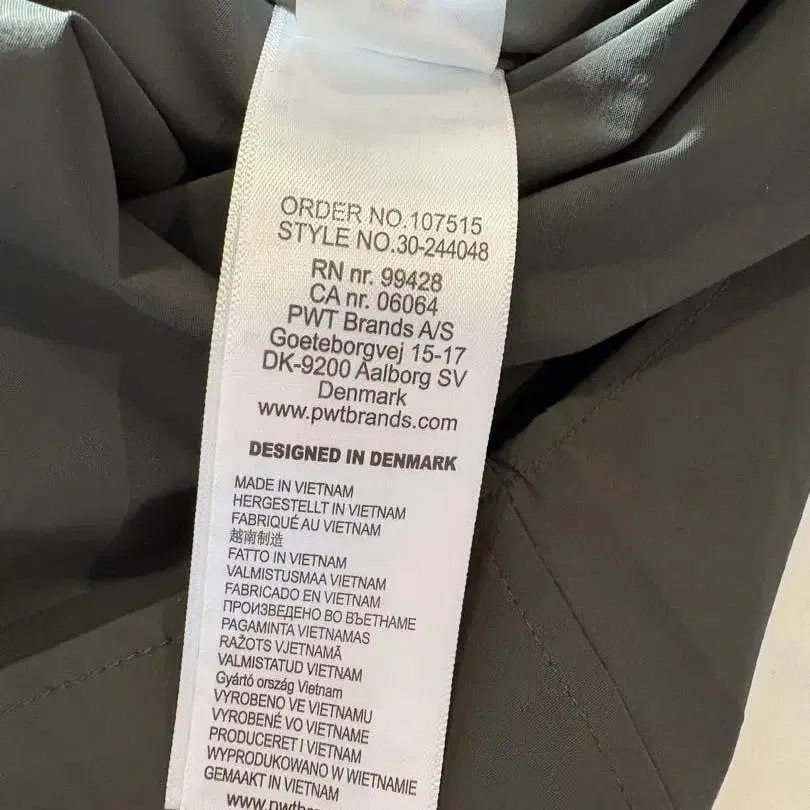 ORDER NO.107515
STYLE NO.30-244048
RN nr. 99428
CA nr. 06064
PWT Brands A/S
Goeteborgvej 15-17
DK-9200 Aalborg SV
Denmark
www.pwtbrands.com
DESIGNED IN DENMARK
MADE IN VIETNAM
HERGESTELLT IN VIETNAM
FABRIQUÉ AU VIETNAM
越南制造
FATTO IN VIETNAM
VALMISTUSMAA VIETNAM
FABRICADO EN VIETNAM
ПРОИЗВЕДЕНО ВО ВЪЕТНАМЕ
PAGAMINTA VIETNAMAS
RAŽOTS VJETNAMĀ
VALMISTATUD VIETNAM
Gyártó ország Vietnam
VYROBENO VE VIETNAMU
VYROBENÉ VO VIETNAME
PRODUCERET I VIETNAM
WYPRODUKOWANO W WIETNAMIE
GEMAAKT IN VIETNAM